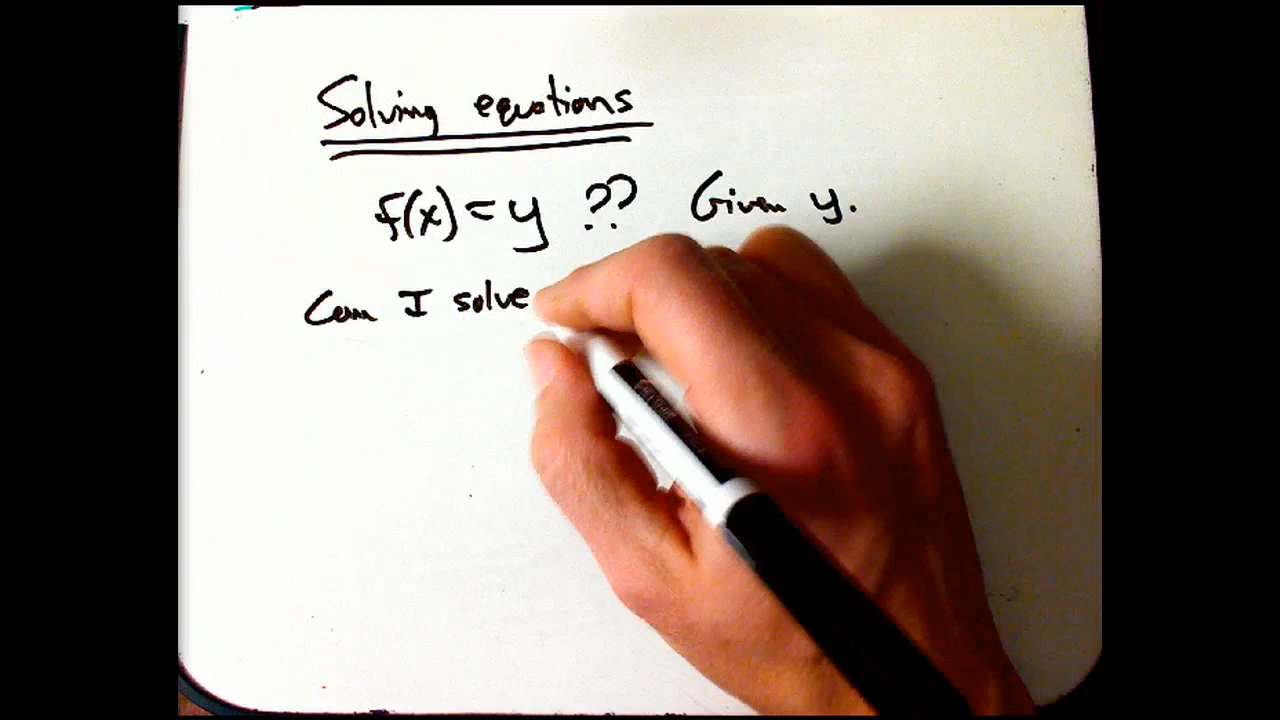 Solving equations
f(x) = y ?? Given y.
Can I solve